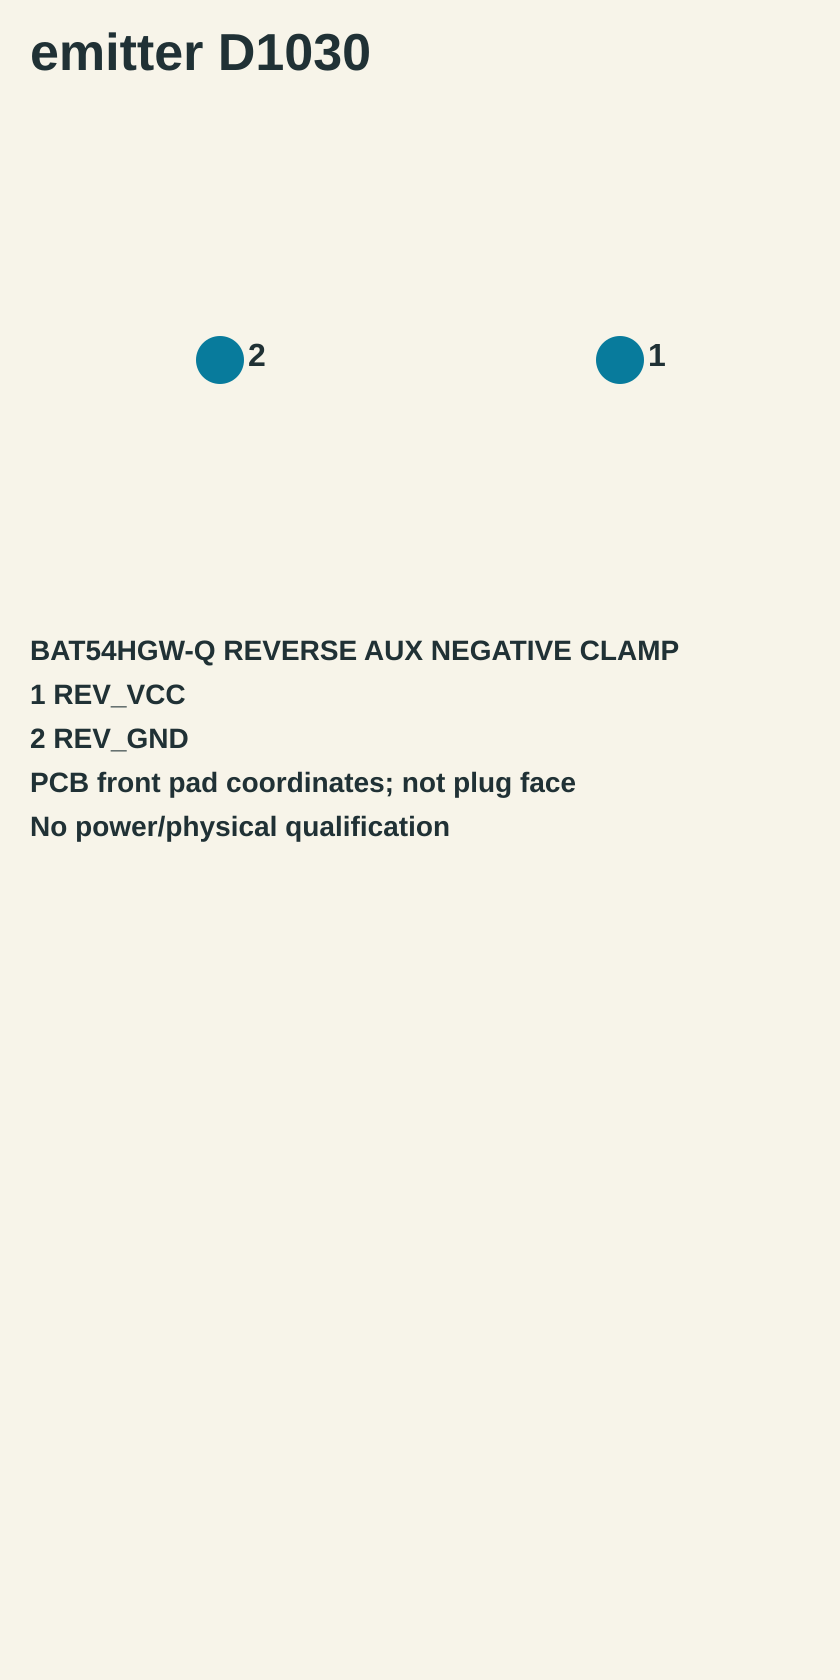 emitter D1030
2
1
BAT54HGW-Q REVERSE AUX NEGATIVE CLAMP
1 REV_VCC
2 REV_GND
PCB front pad coordinates; not plug face
No power/physical qualification